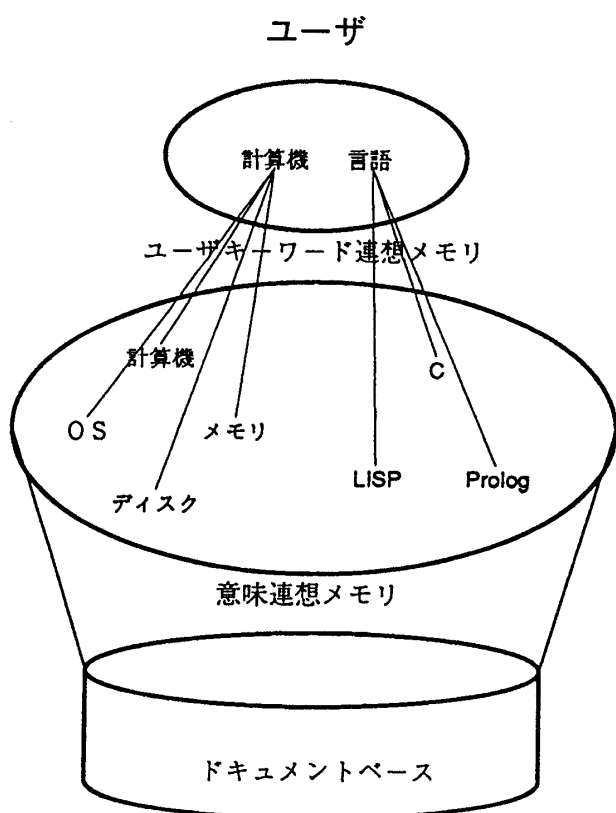 ユーザ
計算機 言語
ユーザキーワード連想メモリ
計算機
C
OS
メモリ
LISP
Prolog
ディスク
意味連想メモリ
ドキュメントベース